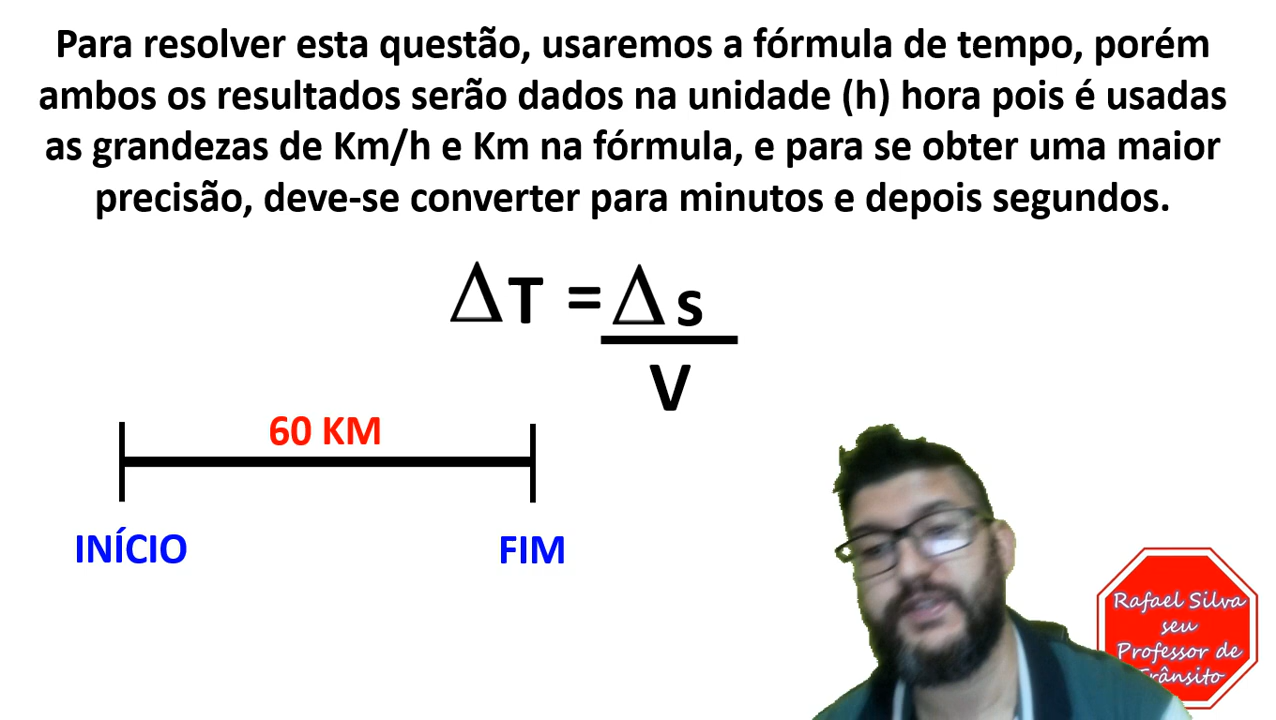 Para resolver esta questão, usaremos a fórmula de tempo, porém
ambos os resultados serão dados na unidade (h) hora pois é usadas
as grandezas de Km/h e Km na fórmula, e para se obter uma maior
precisão, deve-se converter para minutos e depois segundos.
ΔT = Δs
V
60 KM
INÍCIO FIM
Rafael Silva
seu
Professor de
Trânsito